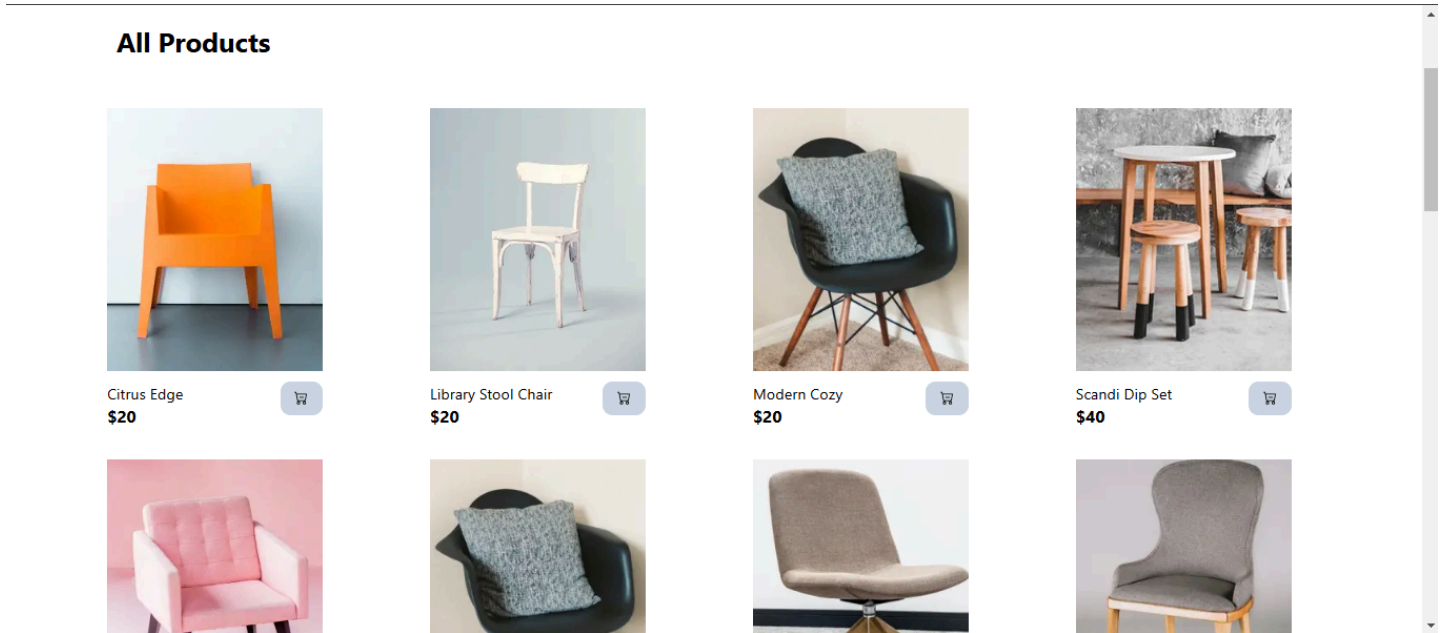 All Products
Citrus Edge
$20
Library Stool Chair
$20
Modern Cozy
$20
Scandi Dip Set
$40